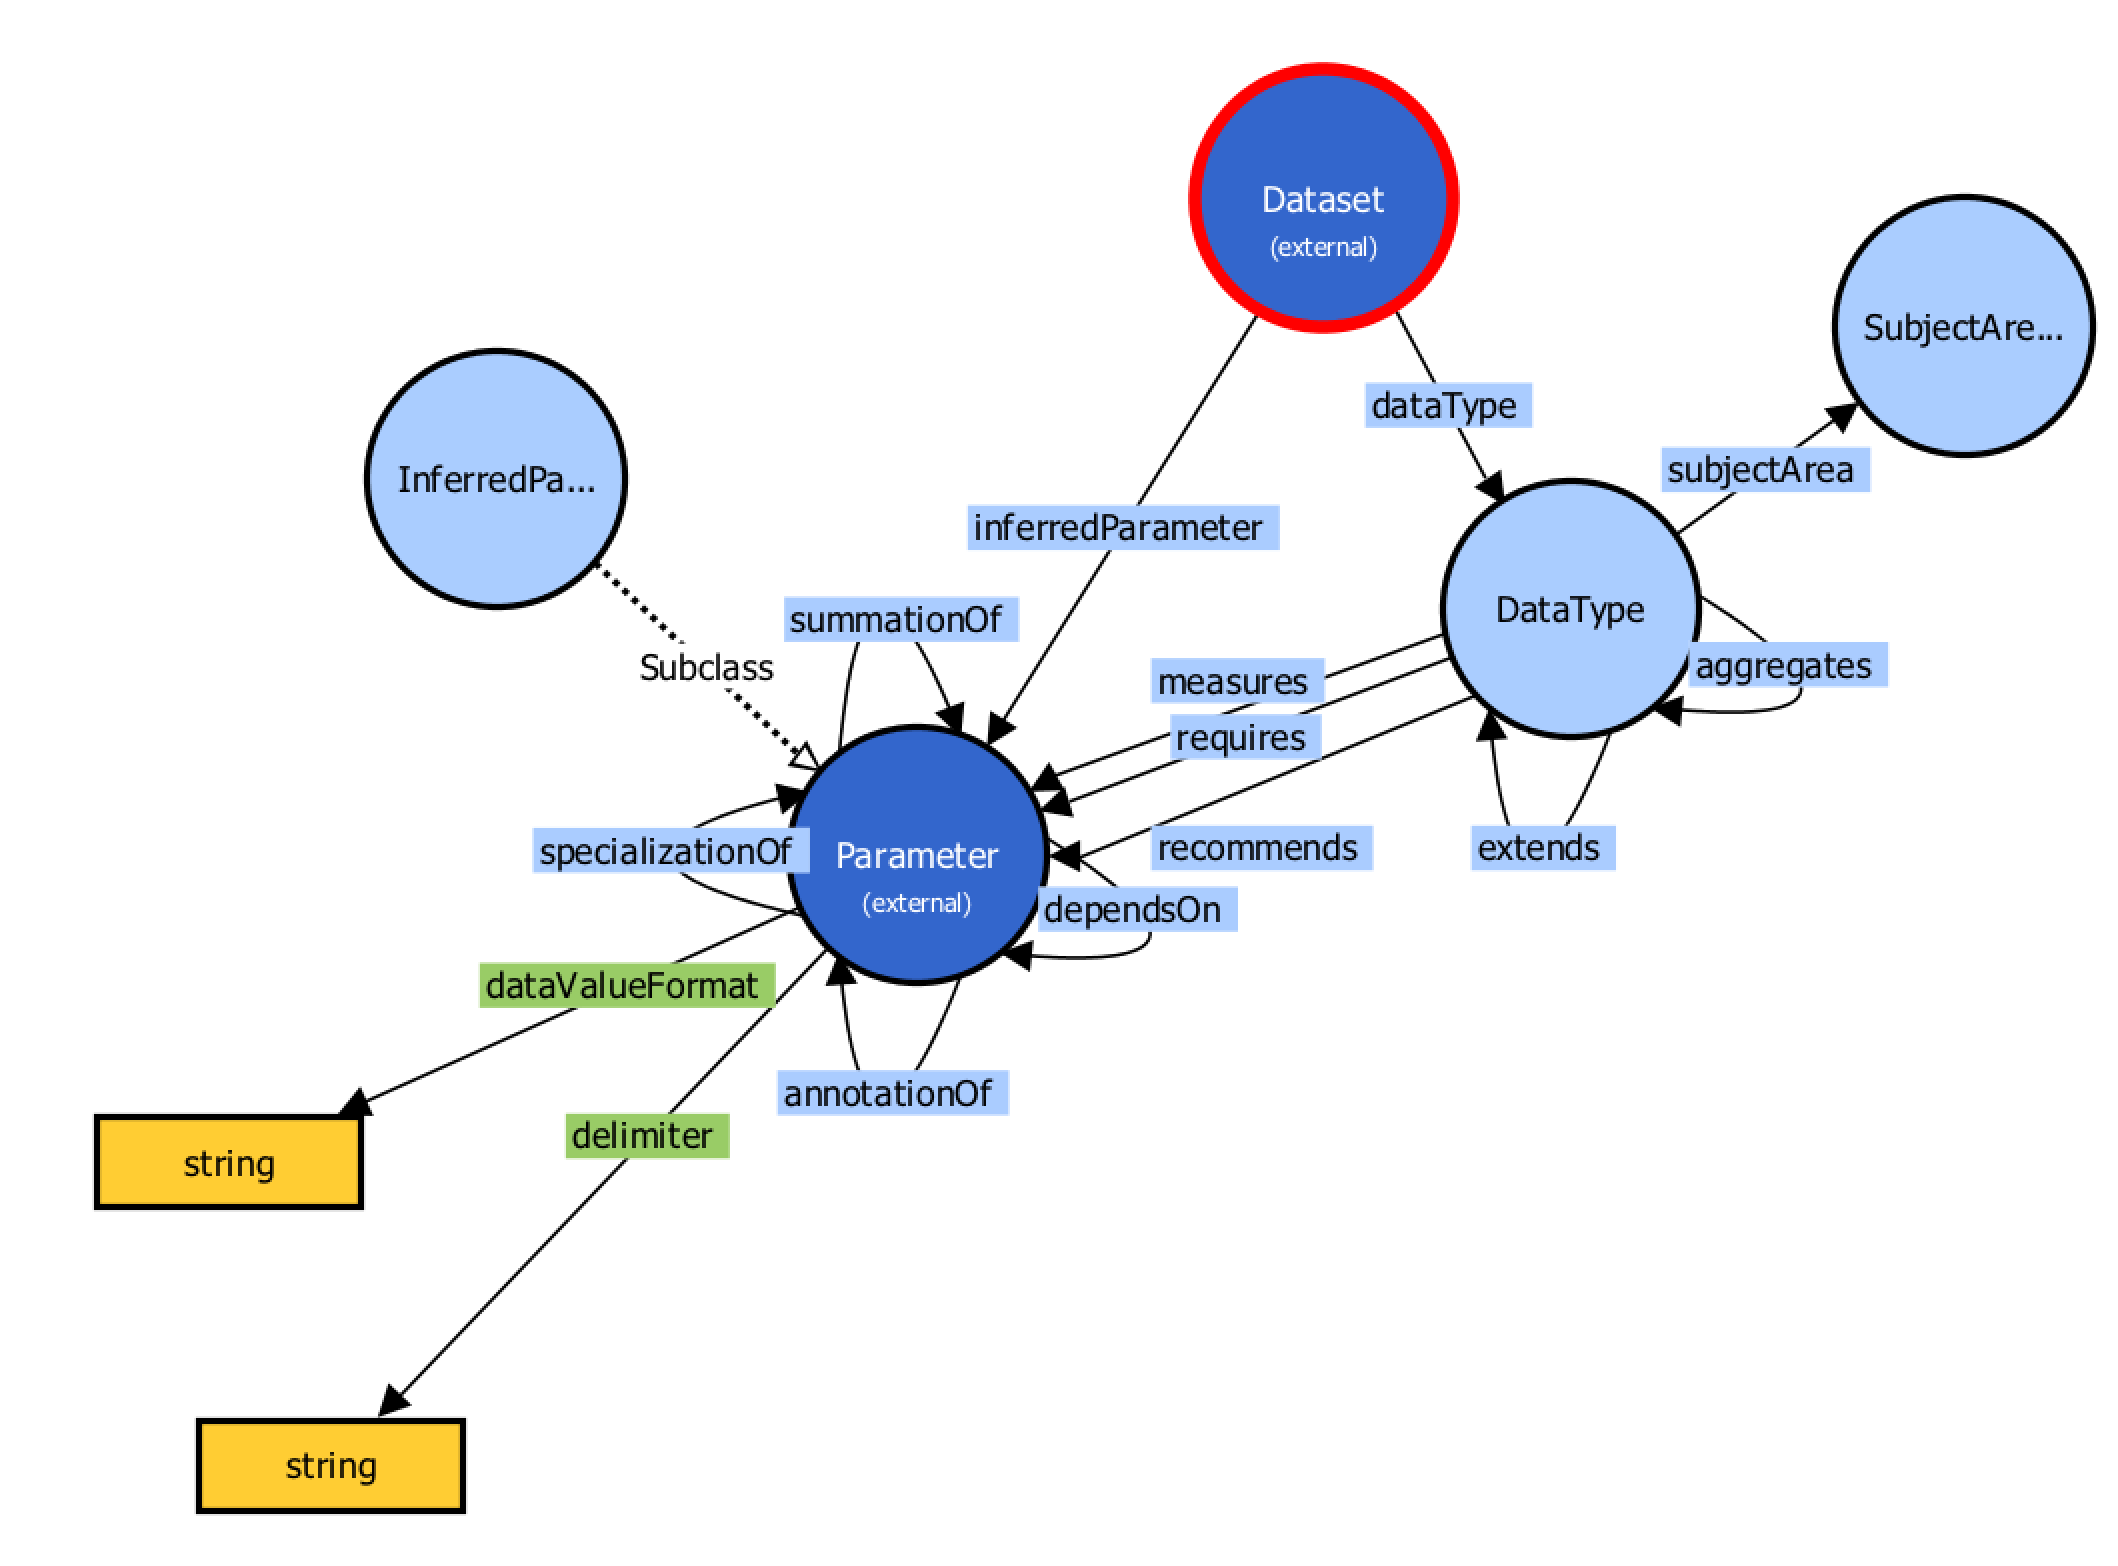 Dataset
(external)
SubjectAre...
dataType
subjectArea
InferredPa...
inferredParameter
DataType
summationOf
Subclass
measures
aggregates
requires
specializationOf
Parameter
(external)
recommends
extends
dependsOn
dataValueFormat
annotationOf
delimiter
string
string